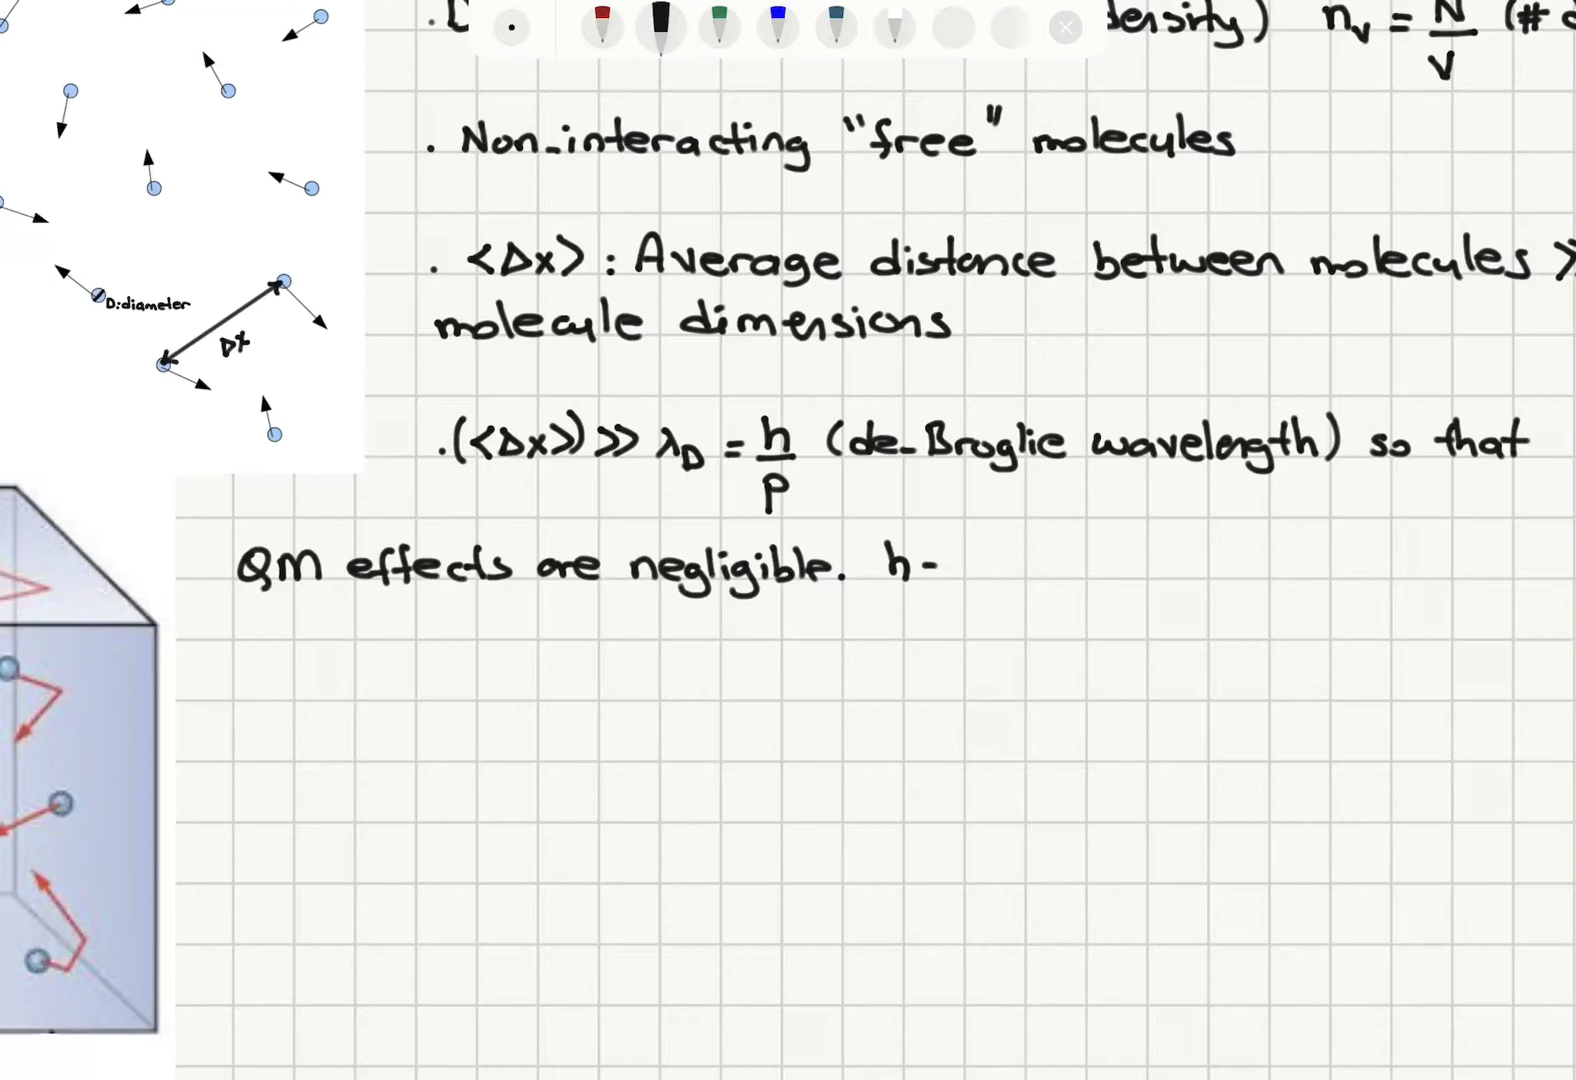 density) n_v = N/V (#
. Non-interacting "free" molecules
. <Δx> : Average distance between molecules >
molecule dimensions
D:diameter
Δx
.(<Δx>) >> λ_D = h/p (de-Broglie wavelength) so that
QM effects are negligible. h-